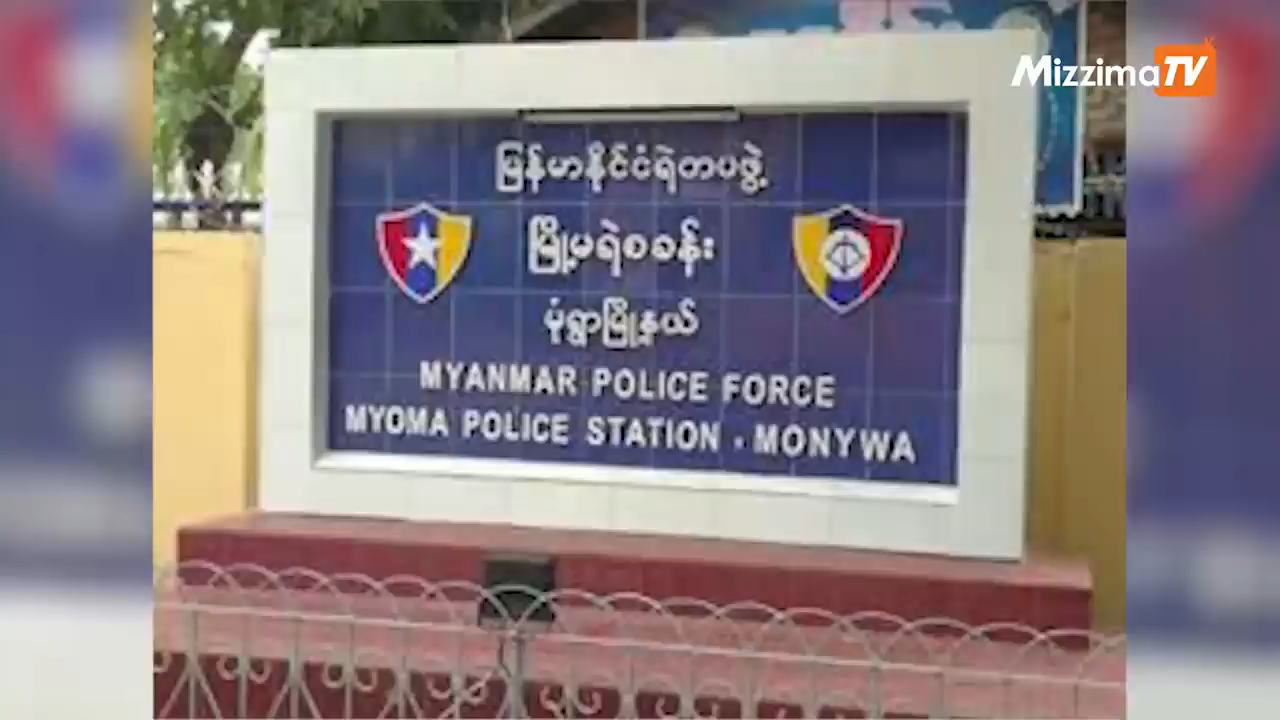 MizzimaTV
မြန်မာနိုင်ငံရဲတပဖွဲ့
မြို့မရဲစခန်း
မုံရွာမြို့နယ်
MYANMAR POLICE FORCE
MYOMA POLICE STATION . MONYWA